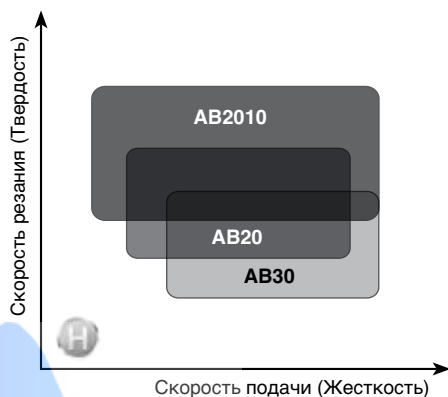 Скорость резания (Твердость)
AB2010
AB20
AB30
H
Скорость подачи (Жесткость)